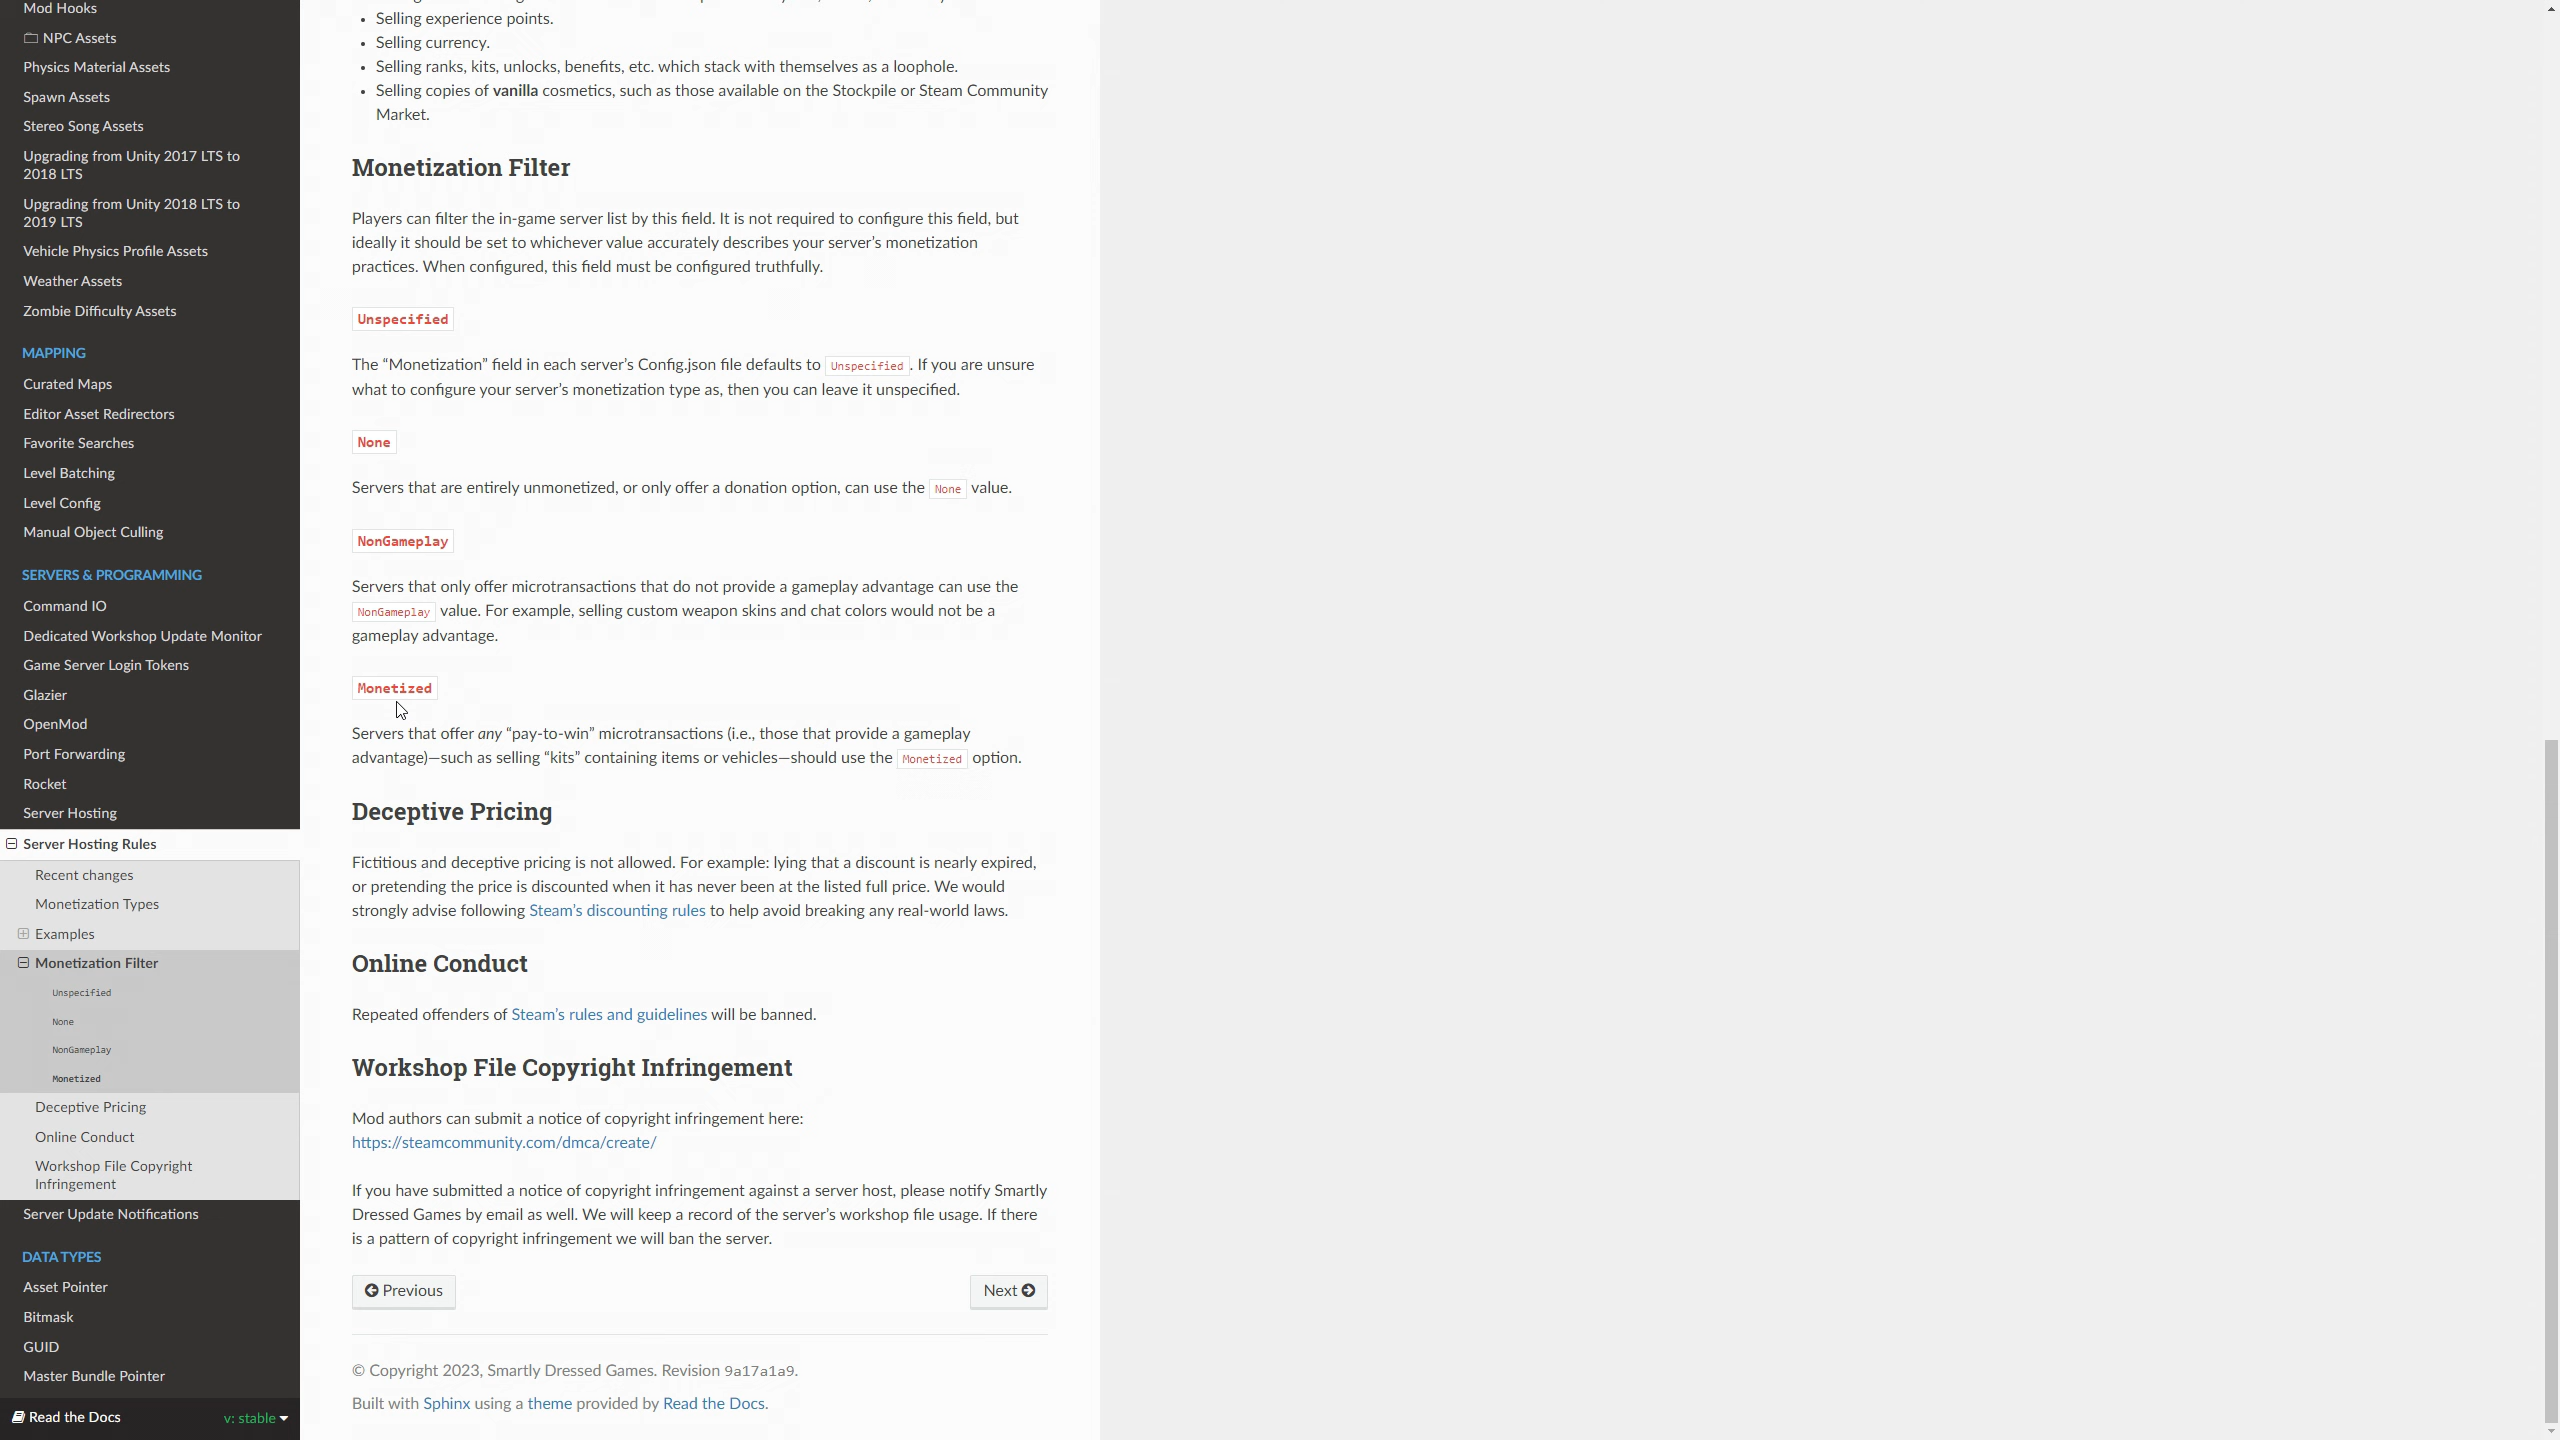 Mod Hooks
NPC Assets
Physics Material Assets
Spawn Assets
Stereo Song Assets
Upgrading from Unity 2017 LTS to
2018 LTS
Upgrading from Unity 2018 LTS to
2019 LTS
Vehicle Physics Profile Assets
Weather Assets
Zombie Difficulty Assets
MAPPING
Curated Maps
Editor Asset Redirectors
Favorite Searches
Level Batching
Level Config
Manual Object Culling
SERVERS & PROGRAMMING
Command IO
Dedicated Workshop Update Monitor
Game Server Login Tokens
Glazier
OpenMod
Port Forwarding
Rocket
Server Hosting
Server Hosting Rules
Recent changes
Monetization Types
Examples
Monetization Filter
Unspecified
None
NonGameplay
Monetized
Deceptive Pricing
Online Conduct
Workshop File Copyright
Infringement
Server Update Notifications
DATA TYPES
Asset Pointer
Bitmask
GUID
Master Bundle Pointer
Read the Docs
v: stable
• Selling experience points.
• Selling currency.
• Selling ranks, kits, unlocks, benefits, etc. which stack with themselves as a loophole.
• Selling copies of vanilla cosmetics, such as those available on the Stockpile or Steam Community
Market.
Monetization Filter
Players can filter the in-game server list by this field. It is not required to configure this field, but
ideally it should be set to whichever value accurately describes your server’s monetization
practices. When configured, this field must be configured truthfully.
Unspecified
The “Monetization” field in each server’s Config.json file defaults to Unspecified. If you are unsure
what to configure your server’s monetization type as, then you can leave it unspecified.
None
Servers that are entirely unmonetized, or only offer a donation option, can use the None value.
NonGameplay
Servers that only offer microtransactions that do not provide a gameplay advantage can use the
NonGameplay value. For example, selling custom weapon skins and chat colors would not be a
gameplay advantage.
Monetized
Servers that offer any “pay-to-win” microtransactions (i.e., those that provide a gameplay
advantage)—such as selling “kits” containing items or vehicles—should use the Monetized option.
Deceptive Pricing
Fictitious and deceptive pricing is not allowed. For example: lying that a discount is nearly expired,
or pretending the price is discounted when it has never been at the listed full price. We would
strongly advise following Steam’s discounting rules to help avoid breaking any real-world laws.
Online Conduct
Repeated offenders of Steam’s rules and guidelines will be banned.
Workshop File Copyright Infringement
Mod authors can submit a notice of copyright infringement here:
https://steamcommunity.com/dmca/create/
If you have submitted a notice of copyright infringement against a server host, please notify Smartly
Dressed Games by email as well. We will keep a record of the server’s workshop file usage. If there
is a pattern of copyright infringement we will ban the server.
Previous
Next
© Copyright 2023, Smartly Dressed Games. Revision 9a17a1a9.
Built with Sphinx using a theme provided by Read the Docs.